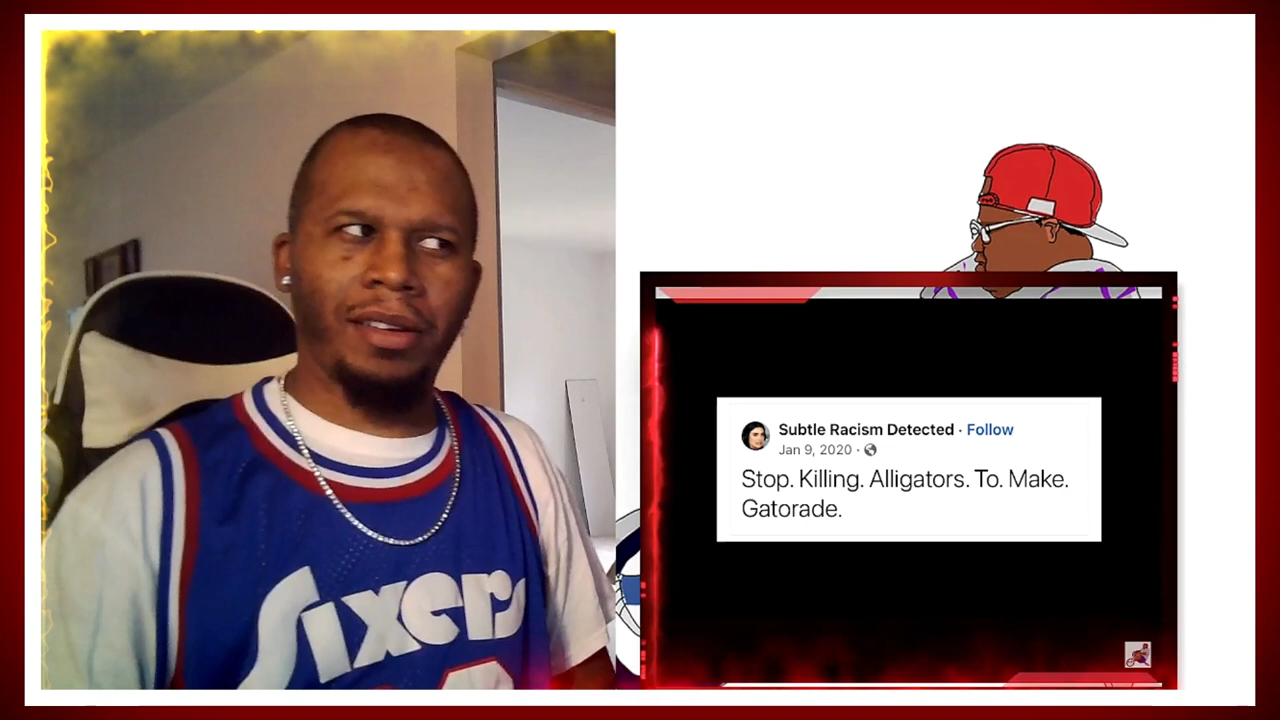 Sixers
Subtle Racism Detected · Follow
Jan 9, 2020 ·
Stop. Killing. Alligators. To. Make.
Gatorade.